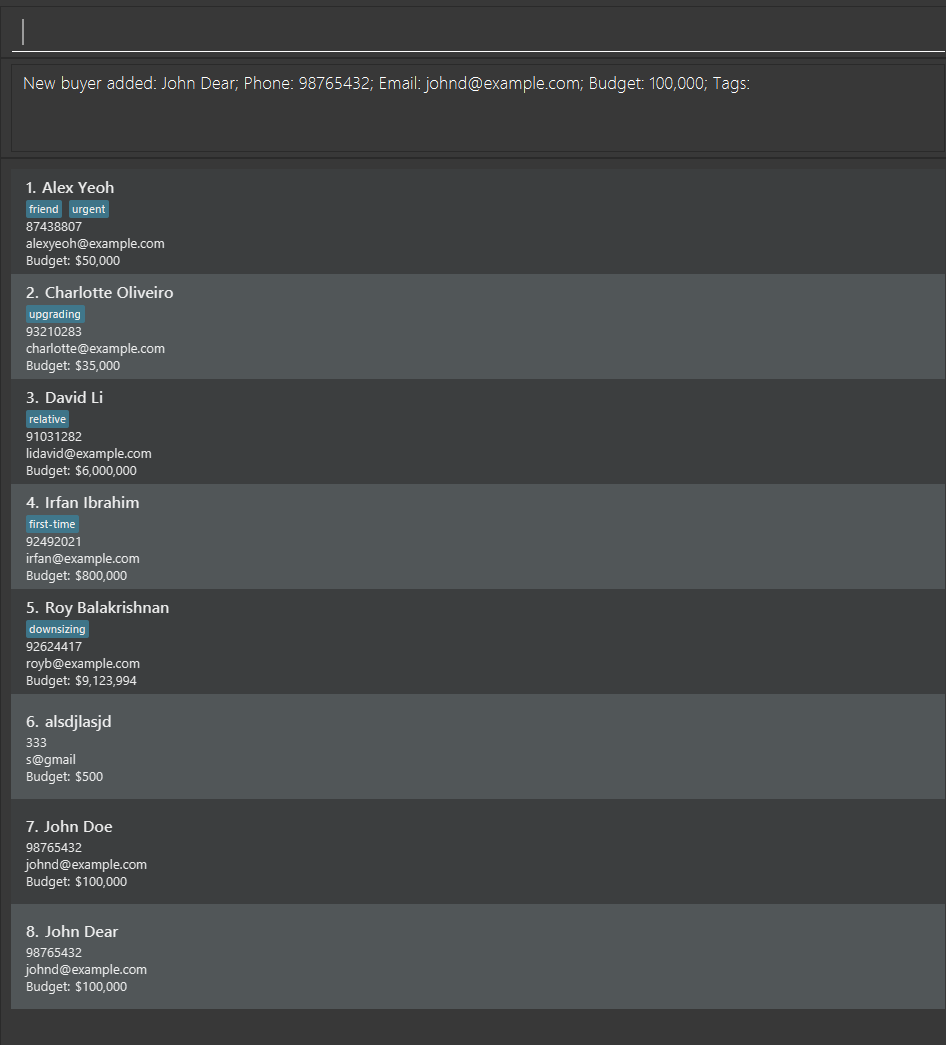 New buyer added: John Dear; Phone: 98765432; Email: johnd@example.com; Budget: 100,000; Tags:
1. Alex Yeoh
friend urgent
87438807
alexyeoh@example.com
Budget: $50,000
2. Charlotte Oliveiro
upgrading
93210283
charlotte@example.com
Budget: $35,000
3. David Li
relative
91031282
lidavid@example.com
Budget: $6,000,000
4. Irfan Ibrahim
first-time
92492021
irfan@example.com
Budget: $800,000
5. Roy Balakrishnan
downsizing
92624417
royb@example.com
Budget: $9,123,994
6. alsdjlasjd
333
s@gmail
Budget: $500
7. John Doe
98765432
johnd@example.com
Budget: $100,000
8. John Dear
98765432
johnd@example.com
Budget: $100,000